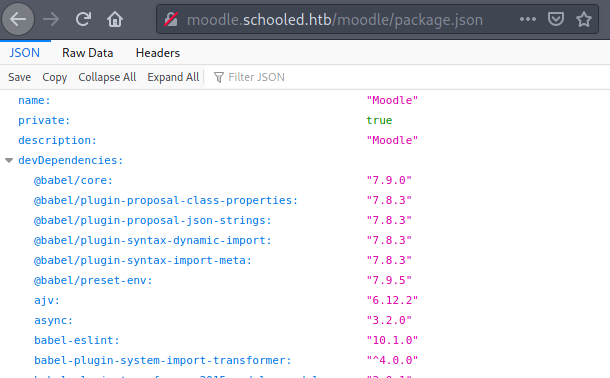 moodle.schooled.htb/moodle/package.json
JSON Raw Data Headers
Save Copy Collapse All Expand All Filter JSON
name: "Moodle"
private: true
description: "Moodle"
devDependencies:
@babel/core: "7.9.0"
@babel/plugin-proposal-class-properties: "7.8.3"
@babel/plugin-proposal-json-strings: "7.8.3"
@babel/plugin-syntax-dynamic-import: "7.8.3"
@babel/plugin-syntax-import-meta: "7.8.3"
@babel/preset-env: "7.9.5"
ajv: "6.12.2"
async: "3.2.0"
babel-eslint: "10.1.0"
babel-plugin-system-import-transformer: "^4.0.0"